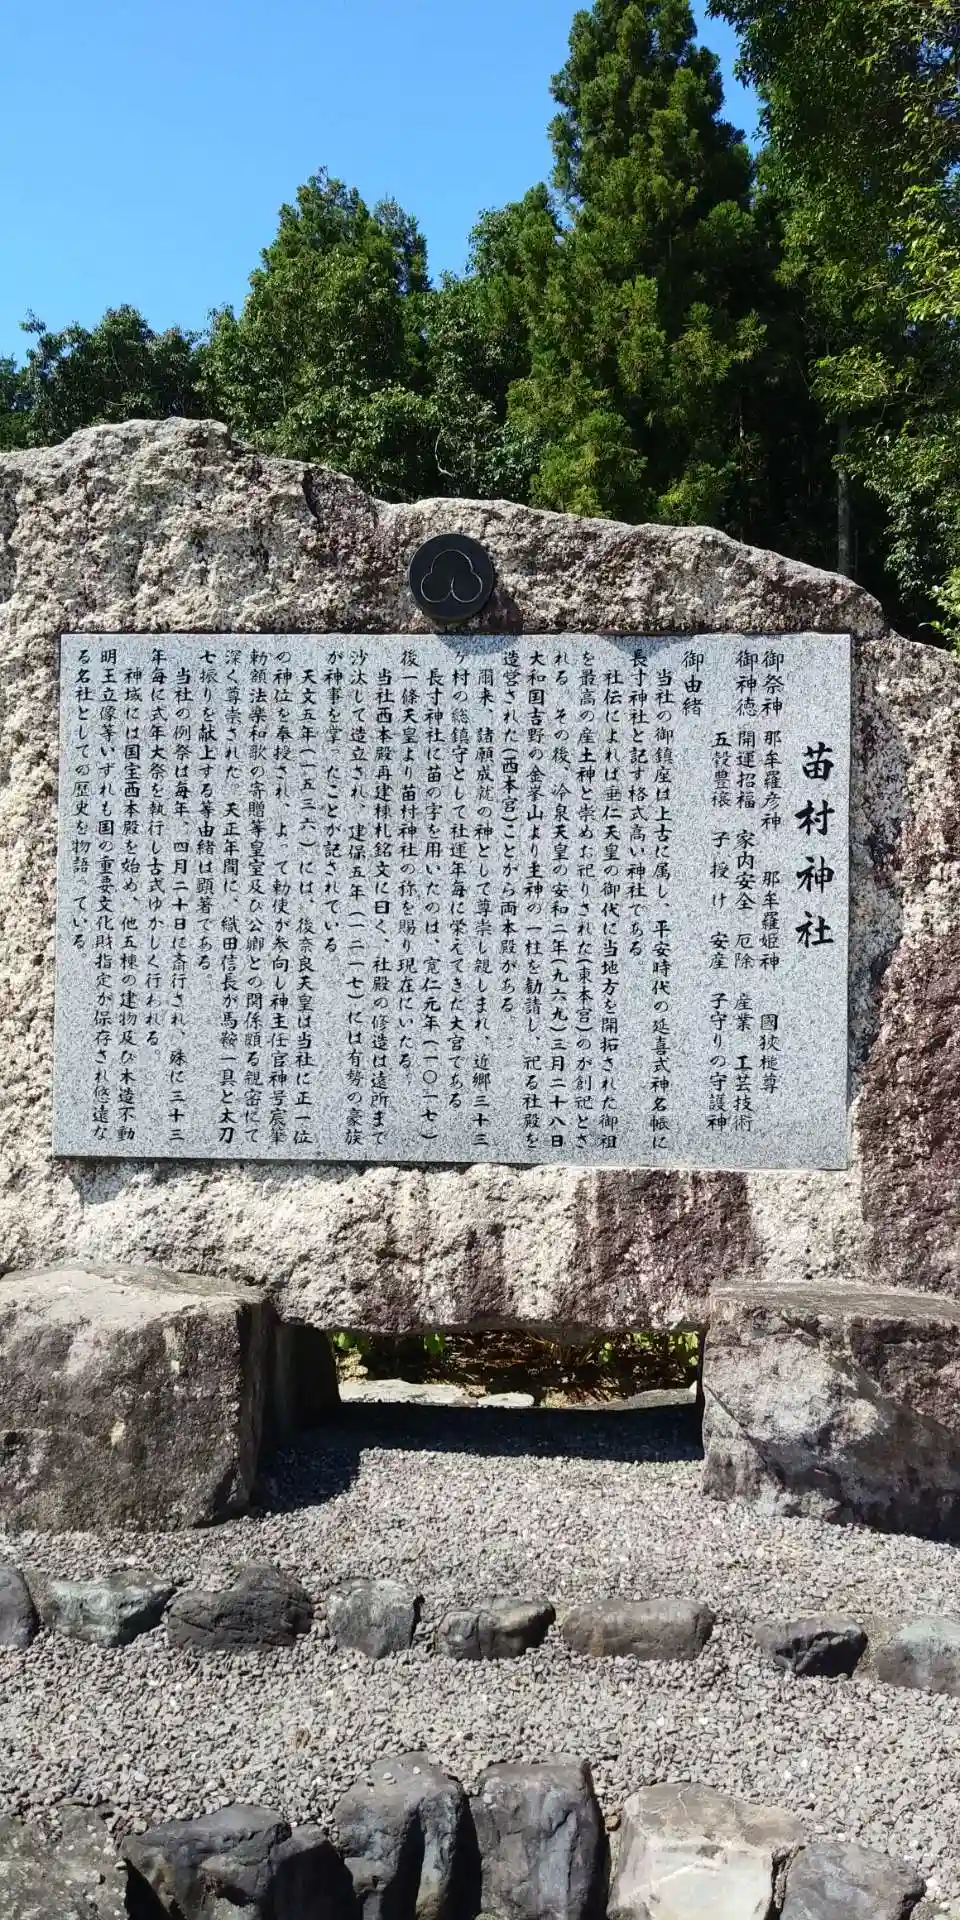 苗村神社
御祭神 那牟羅彦神 那牟羅姫神 國狹槌尊
御神徳 開運招福 家内安全 厄除 産業 工芸技術
五穀豊穣 子授け 安産 子守りの守護神
御由緒
当社の御鎮座は上古に属し、平安時代の延喜式神名帳に
長寸神社と記す格式高い神社である。
社伝によれば垂仁天皇の御代に当地方を開拓された御祖
を最高の産土神と崇めお祀りされた(東本宮)のが創祀とさ
れる その後、冷泉天皇の安和二年(九六九)三月二十八日
大和国吉野の金峯山より主神の一柱を勧請し、祀る社殿を
造営された(西本宮)ことから両本殿がある。
爾来、諸願成就の神として尊崇し親しまれ、近郷三十三
ヶ村の総鎮守として社運年毎に栄えてきた大宮である
長寸神社に苗の字を用いたのは、寛仁元年(一〇一七)
後一條天皇より苗村神社の称を賜り現在にいたる。
当社西本殿再建棟札銘文に曰く、社殿の修造は遠所まで
沙汰して造立され、建保五年(一二一七)には有勢の豪族
が神事を掌ったことが記されている。
天文五年(一五三六)には、後奈良天皇は当社に正一位
の神位を奉授され、よって勅使が参向し神主任官神号宸筆
勅額法楽和歌の寄贈等皇室及び公卿との関係頗る親密にて
深く尊崇された。天正年間に、織田信長が馬鞍一具と太刀
七振りを献上する等由緒は顕著である
当社の例祭は毎年、四月二十日に斎行され、殊に三十三
年毎に式年大祭を執行し古式ゆかしく行われる。
神域には国宝西本殿を始め、他五棟の建物及び木造不動
明王立像等いずれも国の重要文化財指定が保存され悠遠な
る名社としての歴史を物語っている。